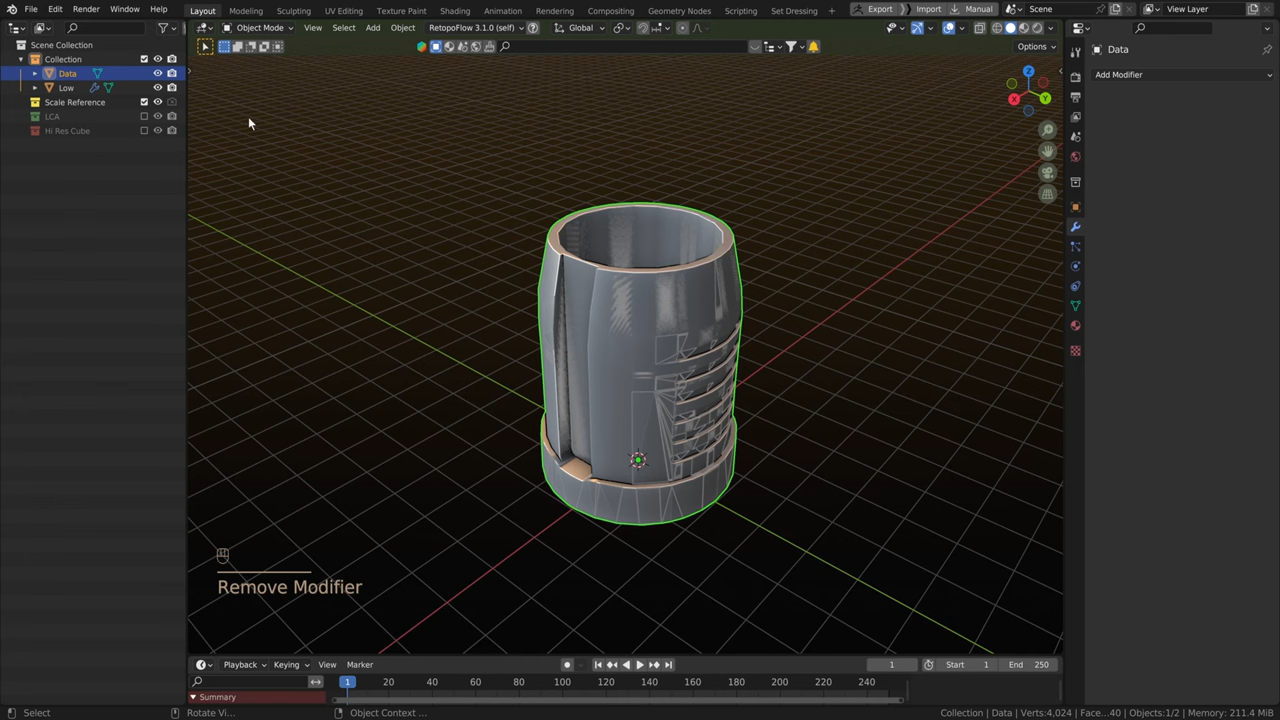 File Edit Render Window Help
Layout Modeling Sculpting UV Editing Texture Paint Shading Animation Rendering Compositing Geometry Nodes Scripting Set Dressing +
Export Import Manual Scene View Layer
Object Mode View Select Add Object RetopoFlow 3.1.0 (self) Global
Options
Scene Collection
Collection
Data
Low
Scale Reference
LCA
Hi Res Cube
X
Y
Z
Data
Add Modifier
Remove Modifier
Playback Keying View Marker
1 Start 1 End 250
1 20 40 60 80 100 120 140 160 180 200 220 240
Summary
Select Rotate Vi... Object Context ...
Collection | Data | Verts:4,024 | Face...40 | Objects:1/2 | Memory: 211.4 MiB